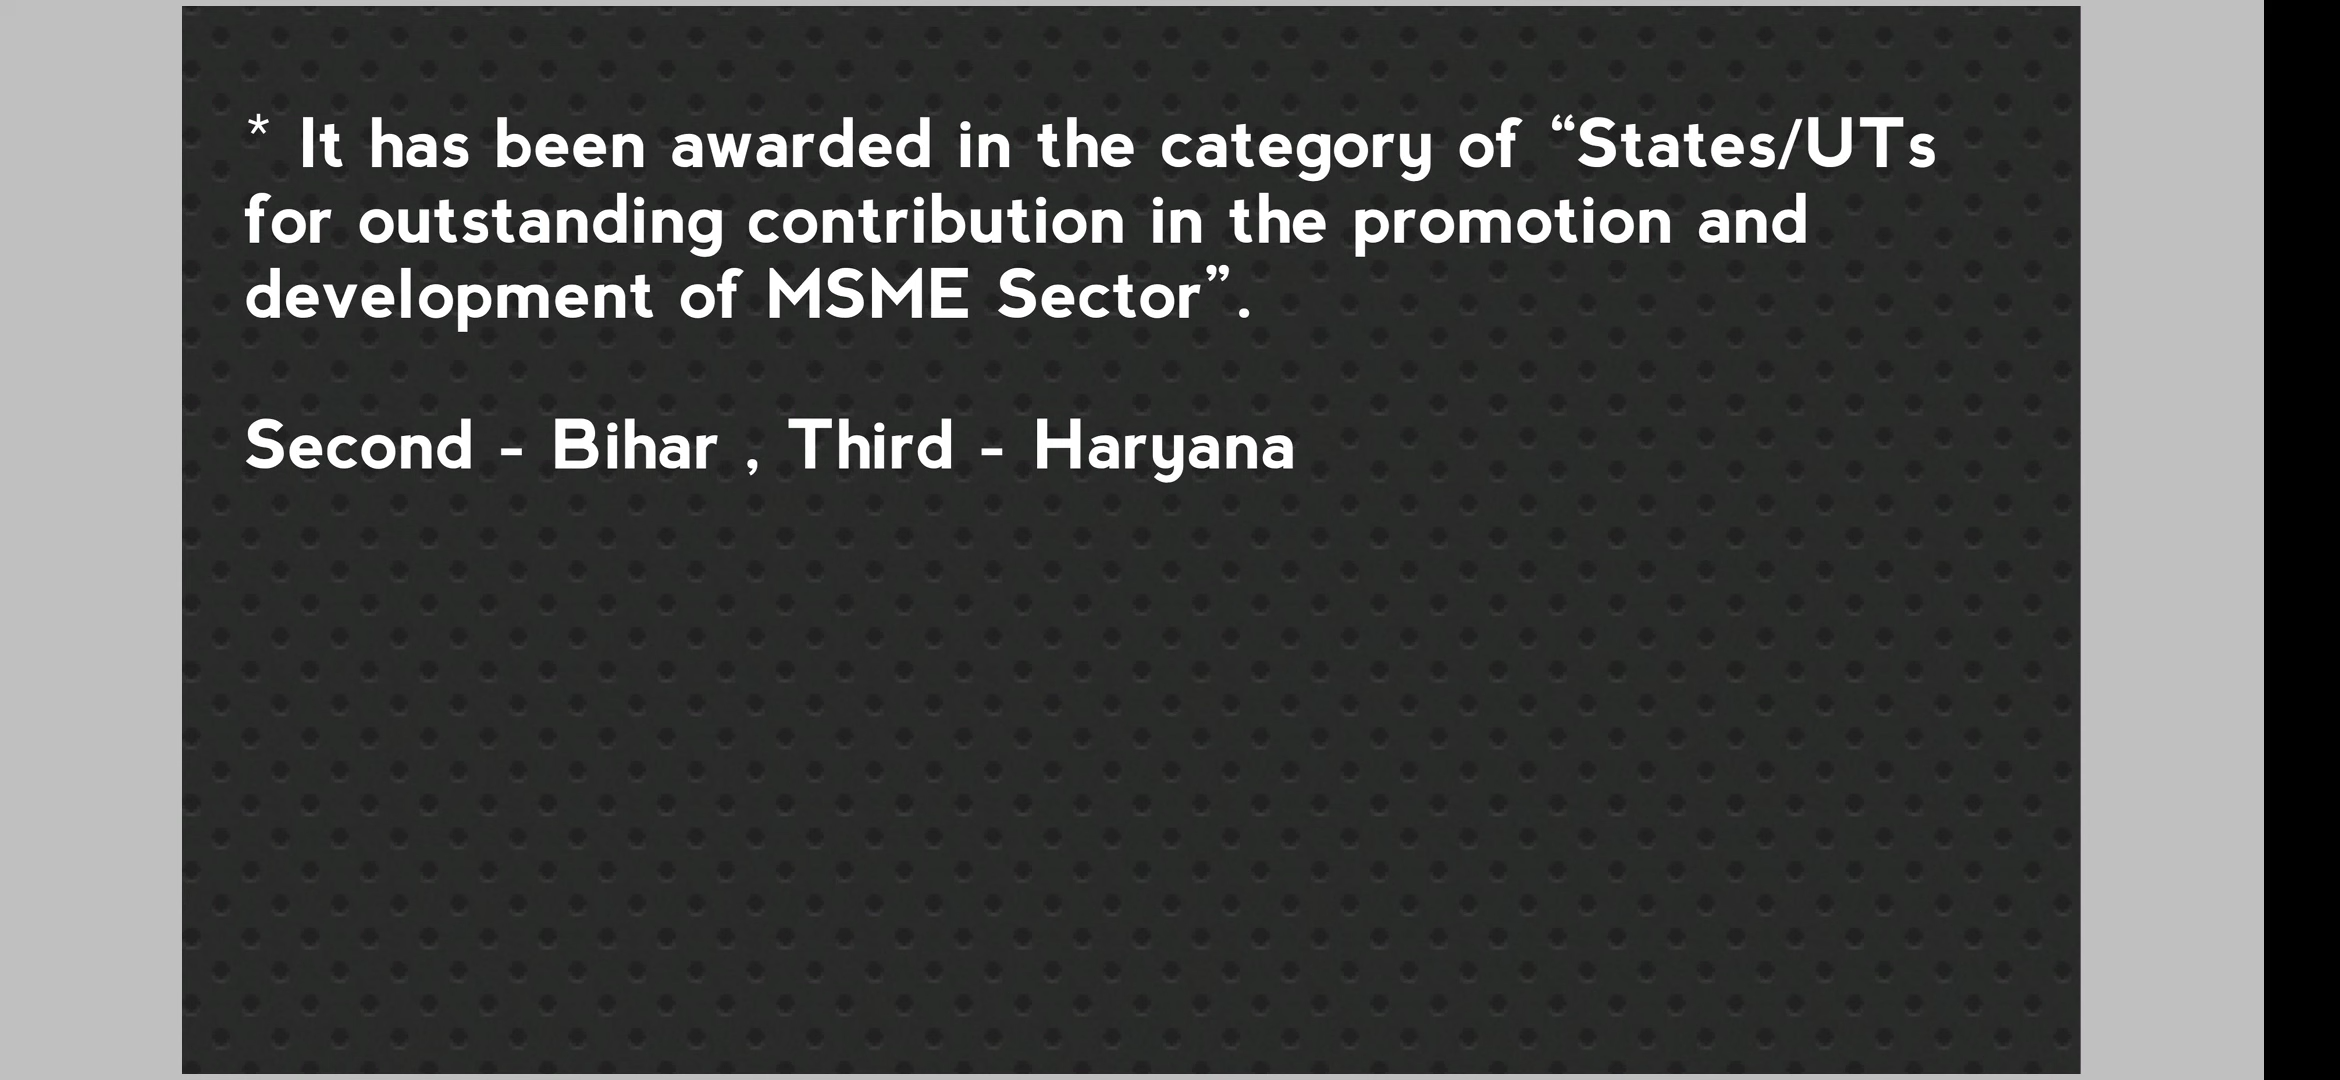 * It has been awarded in the category of “States/UTs
for outstanding contribution in the promotion and
development of MSME Sector”.
Second - Bihar , Third - Haryana